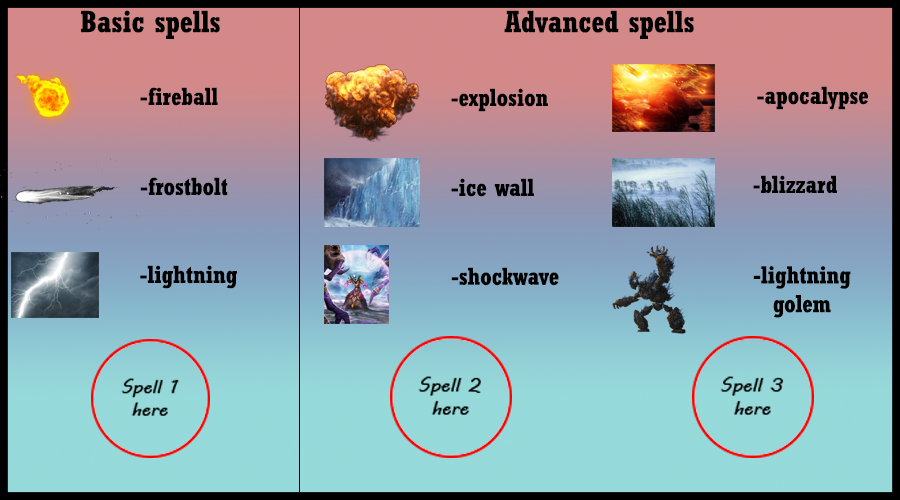 Basic spells
Advanced spells
-fireball
-explosion
-apocalypse
-frostbolt
-ice wall
-blizzard
-lightning
-shockwave
-lightning
golem
Spell 1
here
Spell 2
here
Spell 3
here